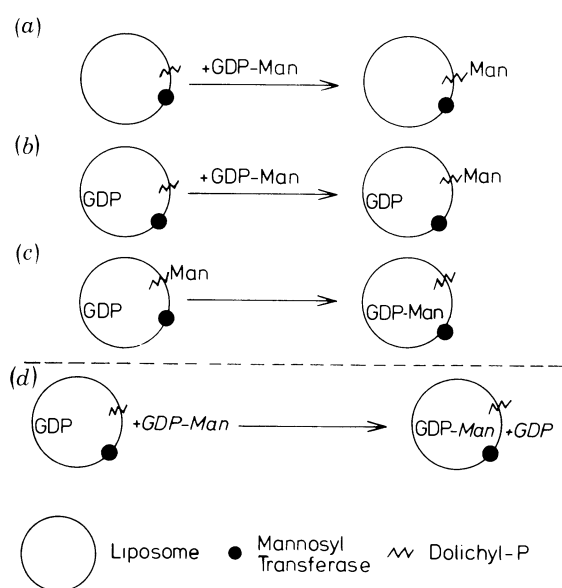 (a)
+GDP-Man
Man
(b)
GDP
+GDP-Man
GDP
Man
(c)
GDP
Man
GDP-Man
(d)
GDP
+GDP-Man
GDP-Man
+GDP
Liposome
Mannosyl
Transferase
Dolichyl-P